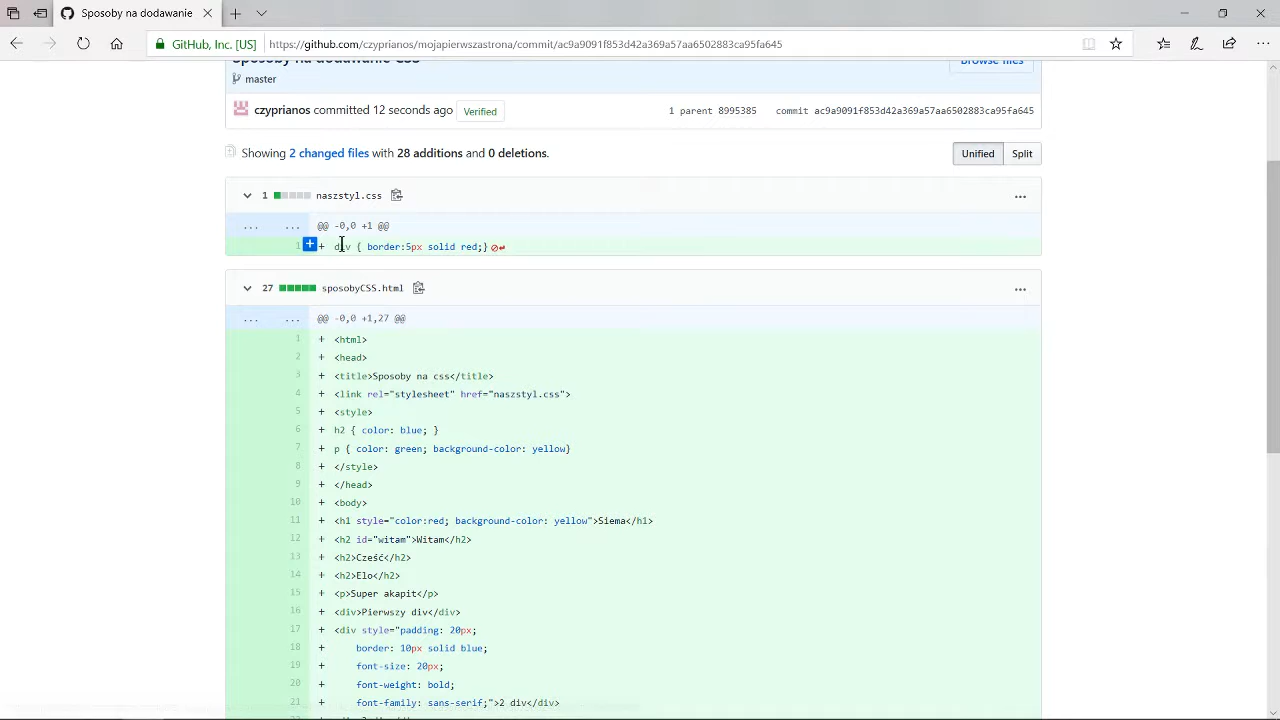 Sposoby na dodawanie
GitHub, Inc. [US]
https://github.com/czyprianos/mojapierwszastrona/commit/ac9a9091f853d42a369a57aa6502883ca95fa645
Sposoby na dodawanie CSS
Browse files
master
czyprianos committed 12 seconds ago Verified
1 parent 8995385 commit ac9a9091f853d42a369a57aa6502883ca95fa645
Showing 2 changed files with 28 additions and 0 deletions.
Unified Split
1 naszstyl.css
... ... @@ -0,0 +1 @@
1 + div { border:5px solid red;}
27 sposobyCSS.html
... ... @@ -0,0 +1,27 @@
1 + <html>
2 + <head>
3 + <title>Sposoby na css</title>
4 + <link rel="stylesheet" href="naszstyl.css">
5 + <style>
6 + h2 { color: blue; }
7 + p { color: green; background-color: yellow}
8 + </style>
9 + </head>
10 + <body>
11 + <h1 style="color:red; background-color: yellow">Siema</h1>
12 + <h2 id="witam">Witam</h2>
13 + <h2>Cześć</h2>
14 + <h2>Elo</h2>
15 + <p>Super akapit</p>
16 + <div>Pierwszy div</div>
17 + <div style="padding: 20px;
18 + border: 10px solid blue;
19 + font-size: 20px;
20 + font-weight: bold;
21 + font-family: sans-serif;">2 div</div>